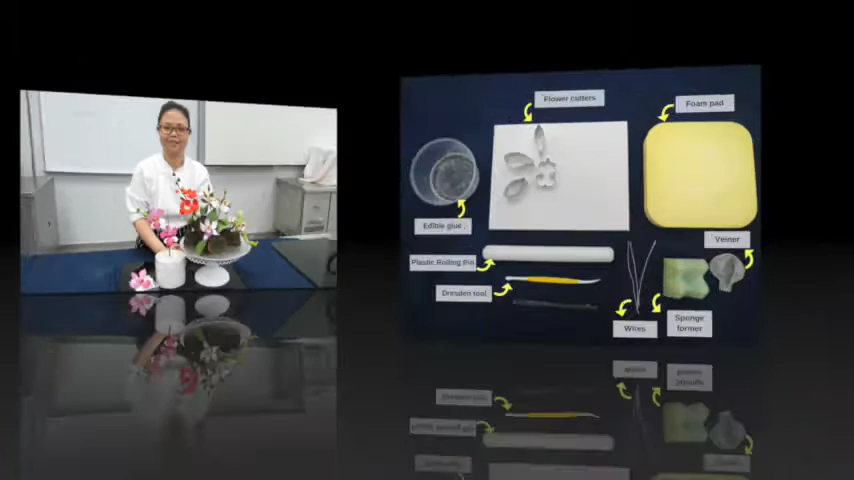 Flower cutters
Foam pad
Edible glue
Veiner
Plastic Rolling Pin
Dresden tool
Wires
Sponge
former